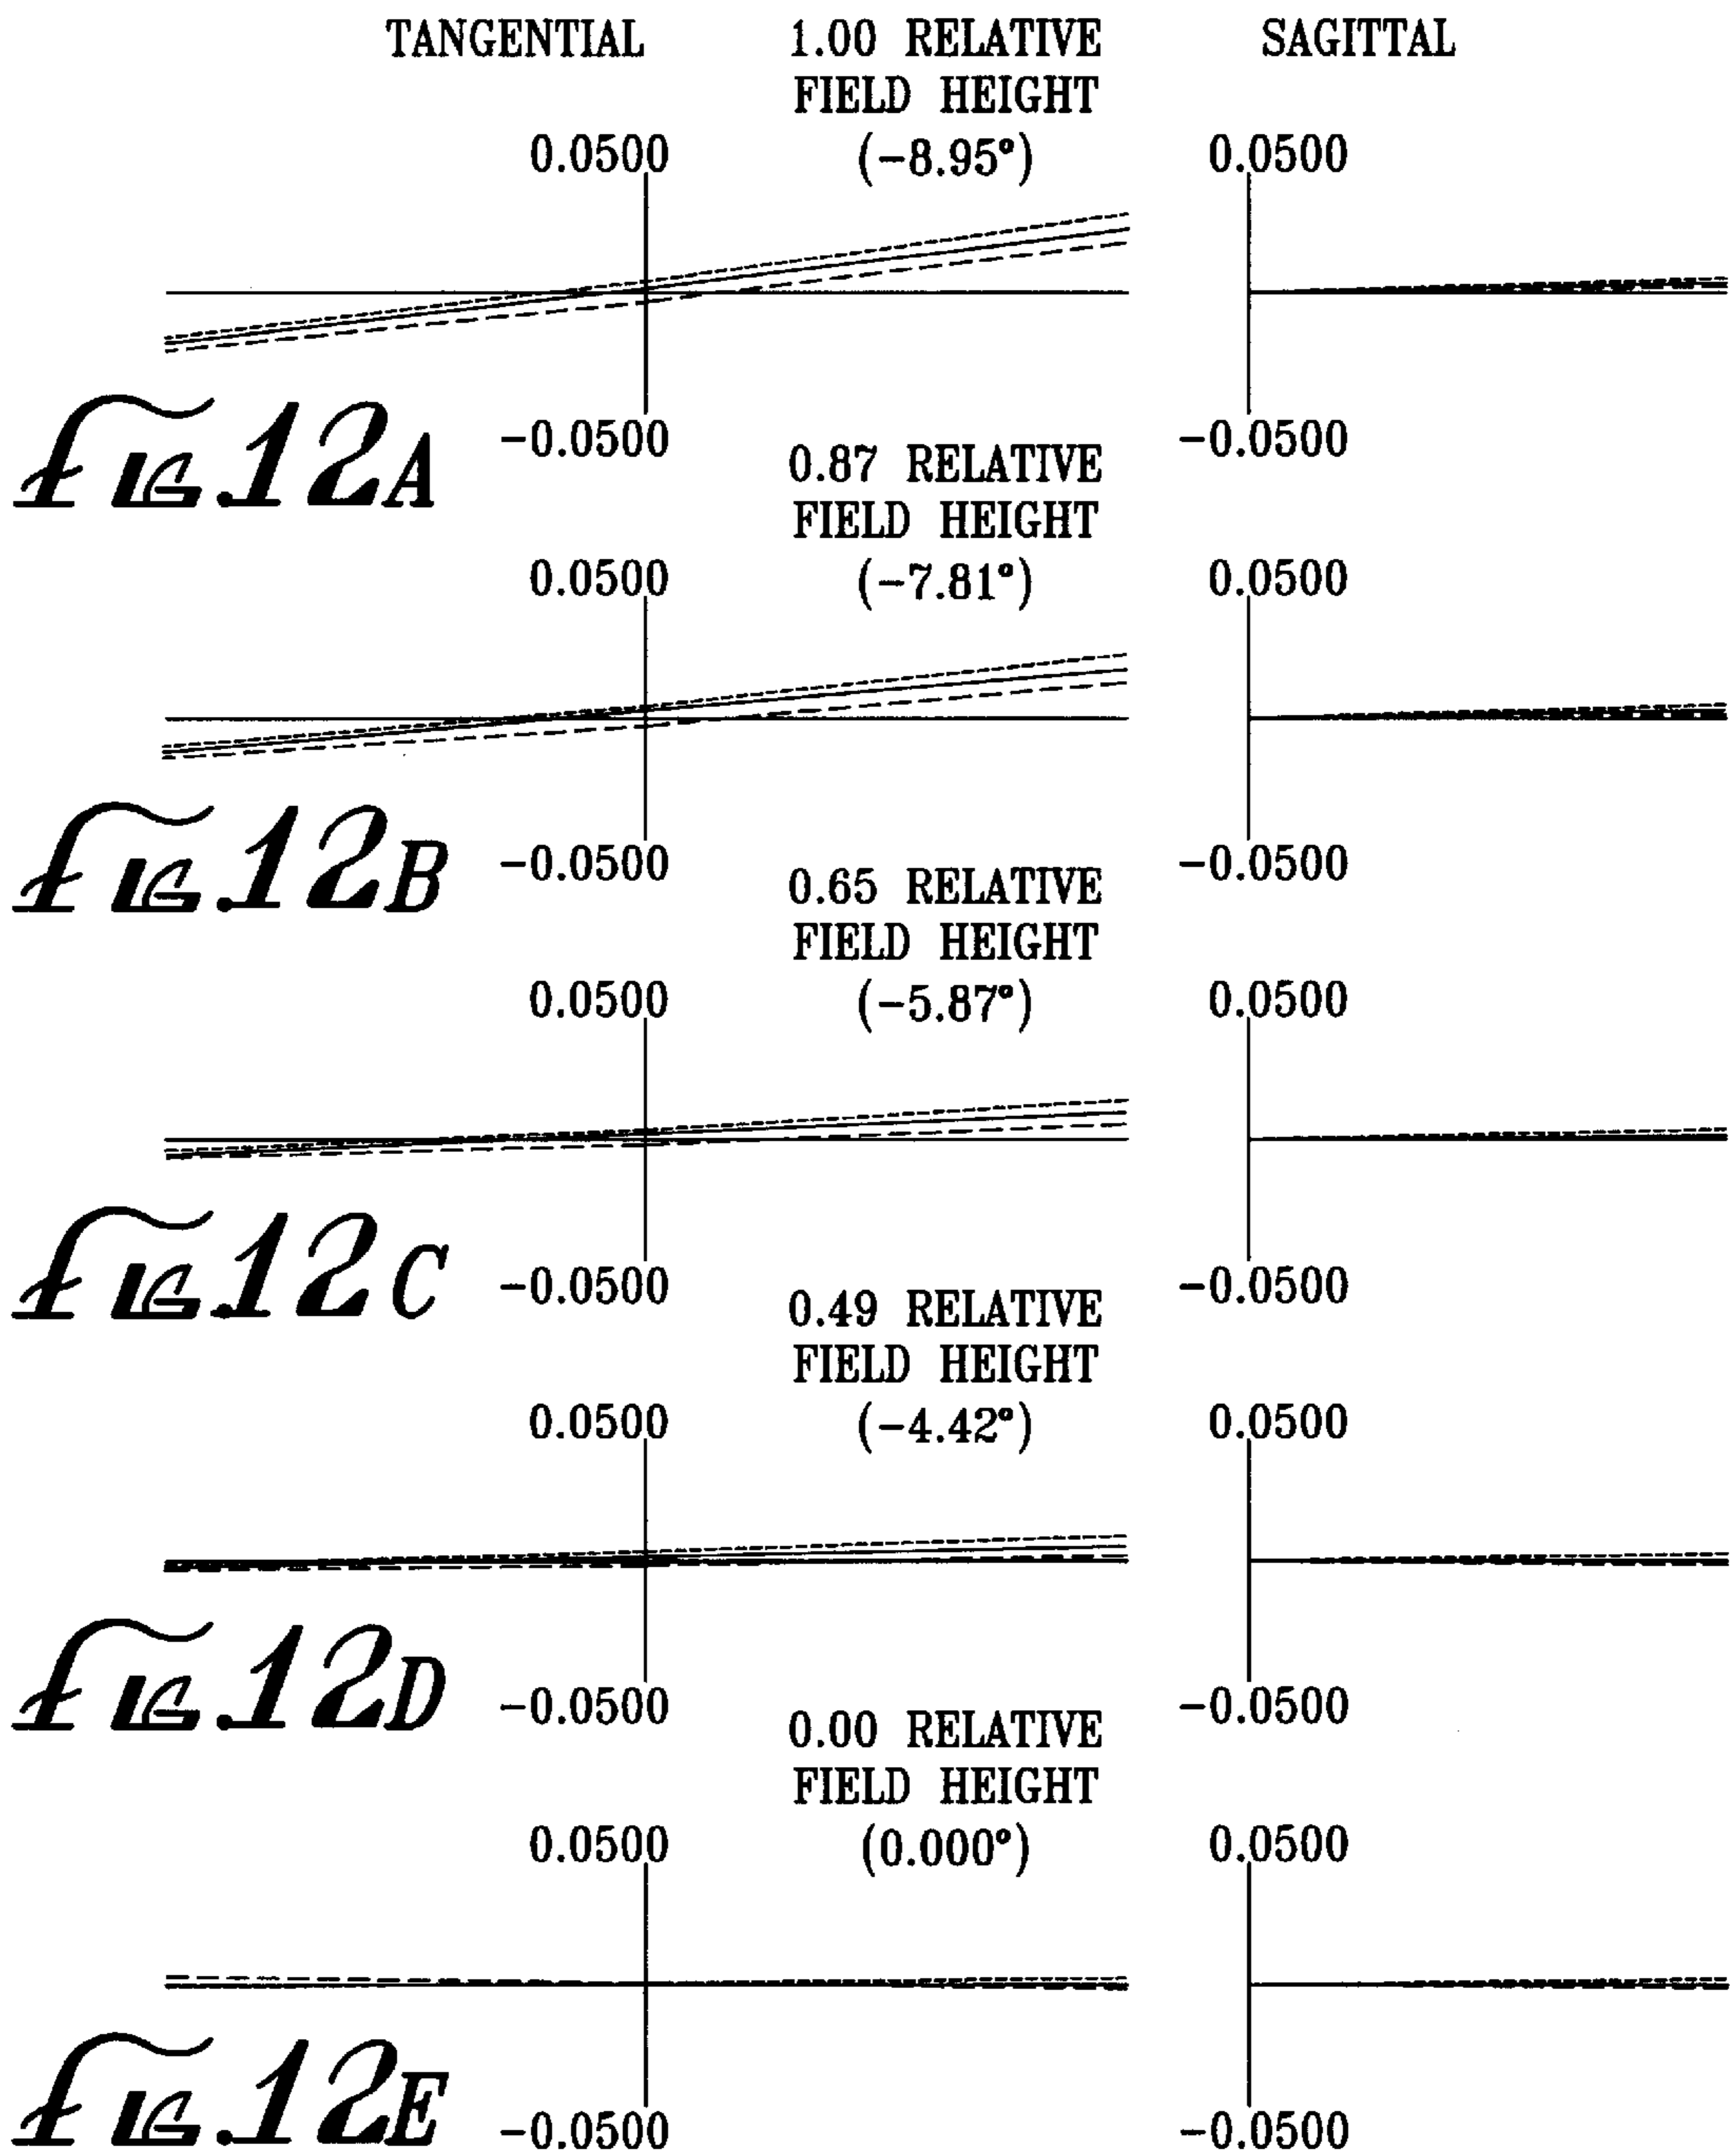 TANGENTIAL 1.00 RELATIVE SAGITTAL
FIELD HEIGHT
0.0500 (-8.95°) 0.0500
FIG.12A -0.0500 -0.0500
0.87 RELATIVE
FIELD HEIGHT
0.0500 (-7.81°) 0.0500
FIG.12B -0.0500 -0.0500
0.65 RELATIVE
FIELD HEIGHT
0.0500 (-5.87°) 0.0500
FIG.12C -0.0500 -0.0500
0.49 RELATIVE
FIELD HEIGHT
0.0500 (-4.42°) 0.0500
FIG.12D -0.0500 -0.0500
0.00 RELATIVE
FIELD HEIGHT
0.0500 (0.000°) 0.0500
FIG.12E -0.0500 -0.0500